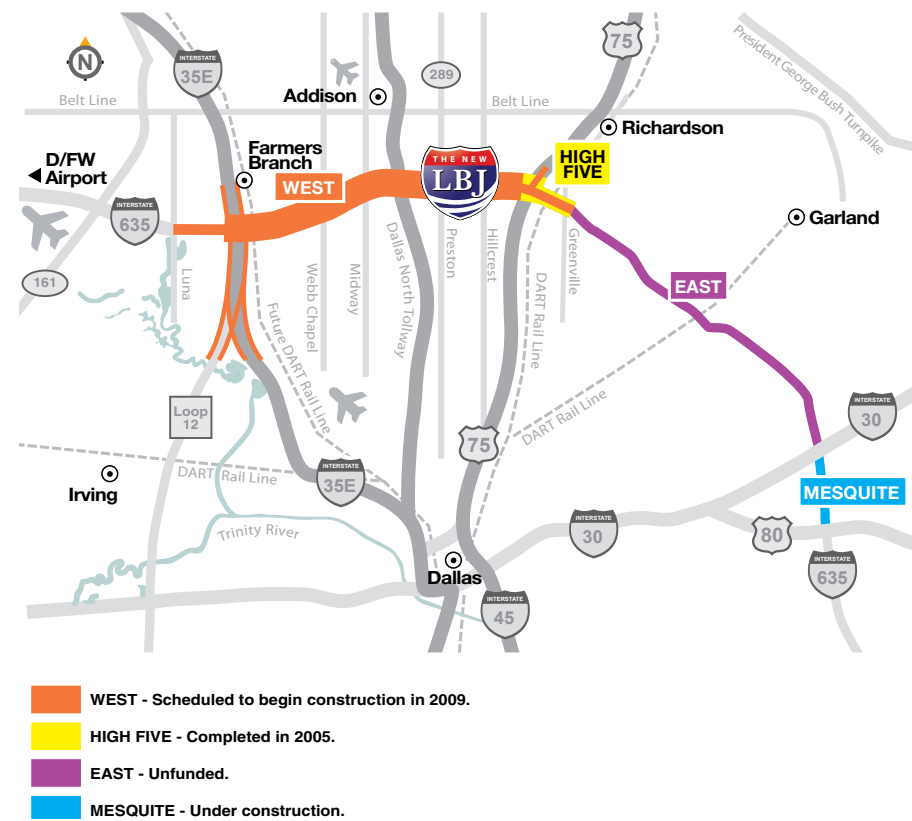 75
President George Bush Turnpike
INTERSTATE
35E
N
289
Addison
Belt Line
Belt Line
Richardson
Farmers
Branch
D/FW
Airport
HIGH
FIVE
THE NEW
LBJ
WEST
INTERSTATE
635
Garland
161
Luna
Webb Chapel
Midway
Dallas North Tollway
Preston
Hillcrest
DART Rail Line
Greenville
EAST
Future DART Rail Line
Loop
12
INTERSTATE
30
75
DART Rail Line
DART Rail Line
Irving
INTERSTATE
35E
MESQUITE
Trinity River
INTERSTATE
30
80
Dallas
INTERSTATE
635
INTERSTATE
45
WEST - Scheduled to begin construction in 2009.
HIGH FIVE - Completed in 2005.
EAST - Unfunded.
MESQUITE - Under construction.